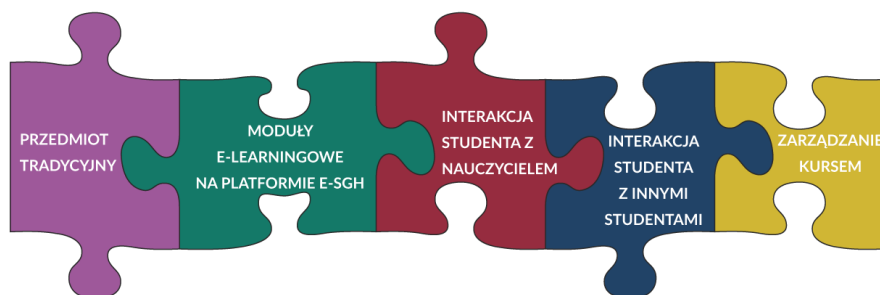 PRZEDMIOT
TRADYCYJNY
MODUŁY
E-LEARNINGOWE
NA PLATFORMIE E-SGH
INTERAKCJA
STUDENTA Z
NAUCZYCIELEM
INTERAKCJA
STUDENTA
Z INNYMI
STUDENTAMI
ZARZĄDZANIE
KURSEM